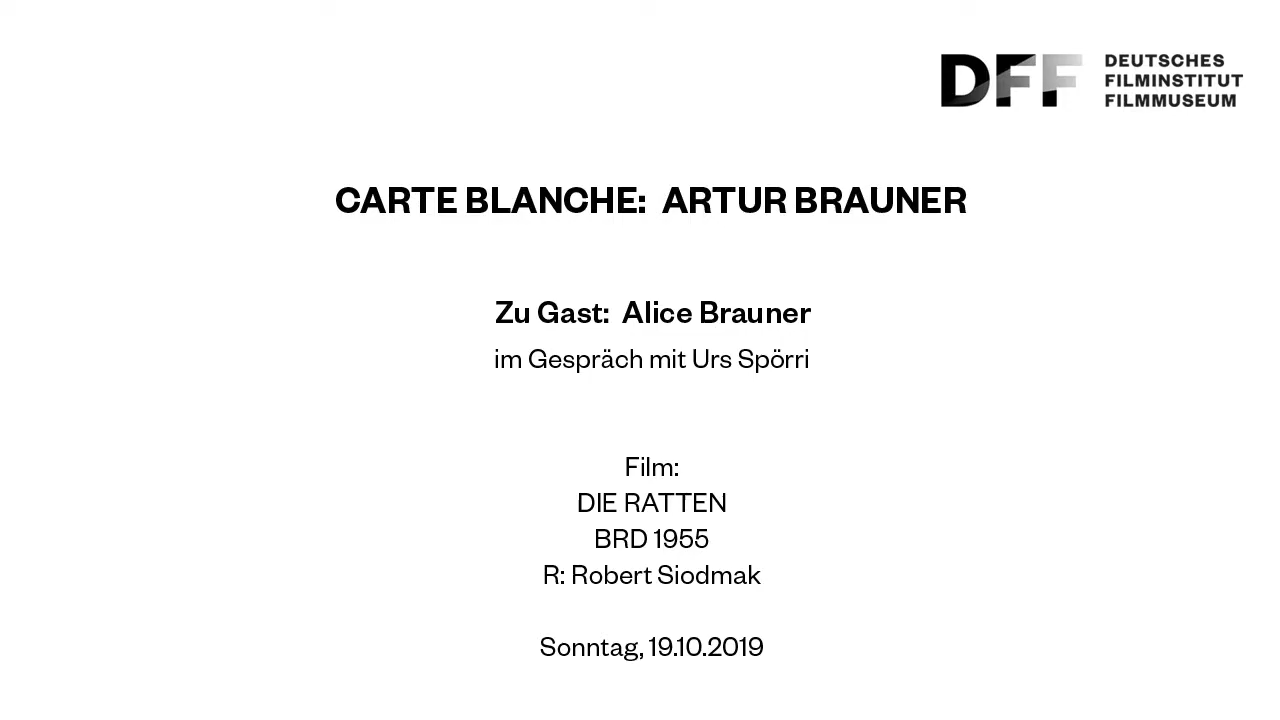 DFF DEUTSCHES
FILMINSTITUT
FILMMUSEUM
CARTE BLANCHE: ARTUR BRAUNER
Zu Gast: Alice Brauner
im Gespräch mit Urs Spörri
Film:
DIE RATTEN
BRD 1955
R: Robert Siodmak
Sonntag, 19.10.2019